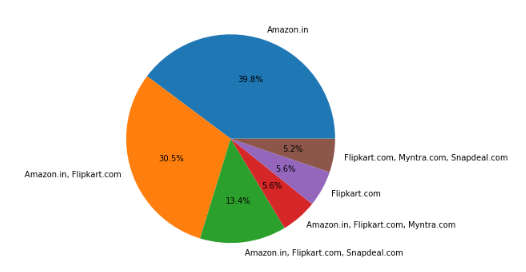 Amazon.in
39.8%
30.5%
Amazon.in, Flipkart.com
13.4%
Amazon.in, Flipkart.com, Snapdeal.com
5.6%
Amazon.in, Flipkart.com, Myntra.com
5.6%
Flipkart.com
5.2%
Flipkart.com, Myntra.com, Snapdeal.com